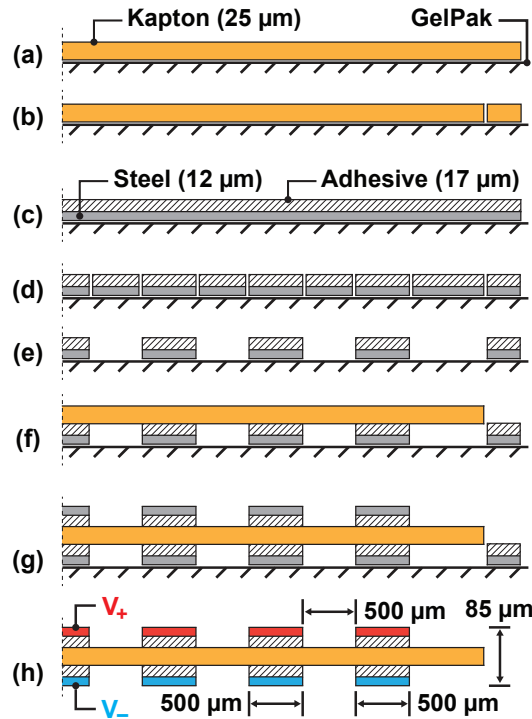 Kapton (25 µm) GelPak
(a)
(b)
Steel (12 µm) Adhesive (17 µm)
(c)
(d)
(e)
(f)
(g)
V+ 500 µm 85 µm
(h)
V− 500 µm 500 µm